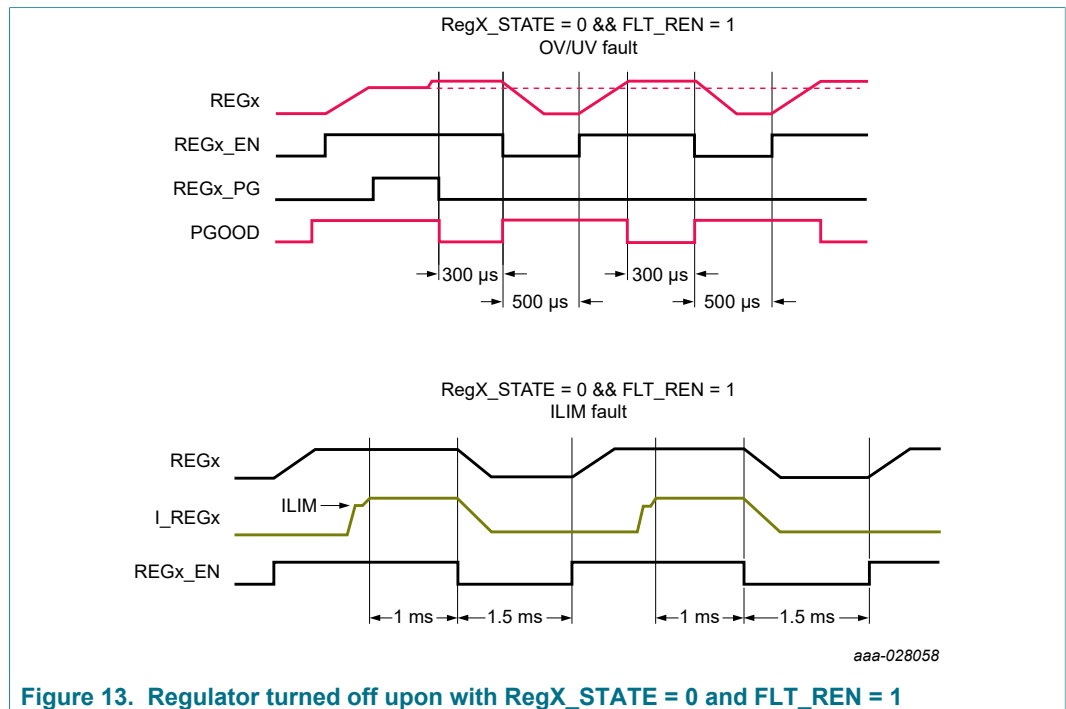 RegX_STATE = 0 && FLT_REN = 1
OV/UV fault
REGx
REGx_EN
REGx_PG
PGOOD
300 µs
300 µs
500 µs
500 µs
RegX_STATE = 0 && FLT_REN = 1
ILIM fault
REGx
ILIM
I_REGx
REGx_EN
1 ms
1.5 ms
1 ms
1.5 ms
aaa-028058
Figure 13. Regulator turned off upon with RegX_STATE = 0 and FLT_REN = 1